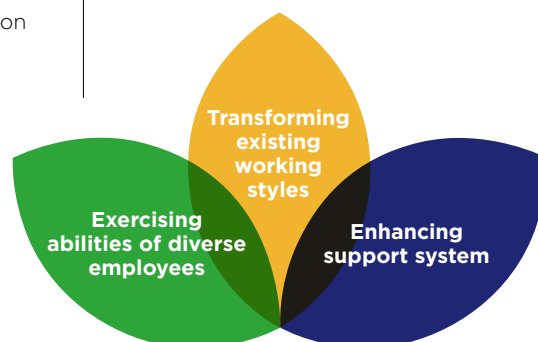 on
Transforming
existing
working
styles
Exercising
abilities of diverse
employees
Enhancing
support system